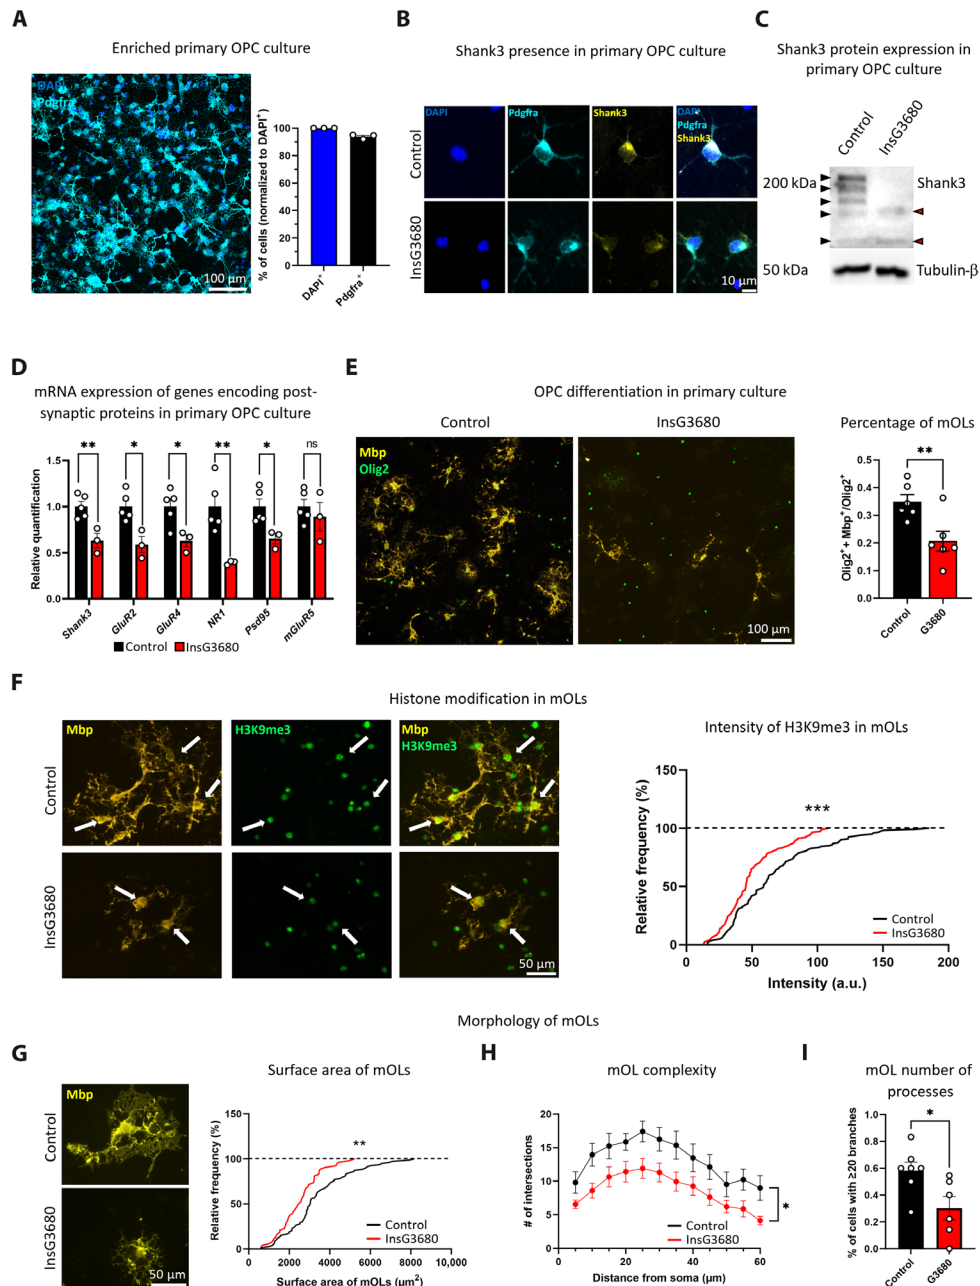 A
Enriched primary OPC culture
DAPI
Pdgfra
100 µm
% of cells (normalized to DAPI⁺)
100
50
0
DAPI⁺
Pdgfra⁺
B
Shank3 presence in primary OPC culture
Control
InsG3680
DAPI
Pdgfra
Shank3
DAPI
Pdgfra
Shank3
10 µm
C
Shank3 protein expression in
primary OPC culture
Control
InsG3680
200 kDa
Shank3
50 kDa
Tubulin-β
D
mRNA expression of genes encoding post-
synaptic proteins in primary OPC culture
Relative quantification
** * * ** * ns
1.5
1.0
0.5
0.0
Shank3
GluR2
GluR4
NR1
Psd95
mGluR5
Control InsG3680
E
OPC differentiation in primary culture
Control
InsG3680
Mbp
Olig2
100 µm
Percentage of mOLs
Olig2⁺ + Mbp⁺/Olig2⁺
**
0.5
0.4
0.3
0.2
0.1
0.0
Control
G3680
F
Histone modification in mOLs
Control
InsG3680
Mbp
H3K9me3
Mbp
H3K9me3
50 µm
Intensity of H3K9me3 in mOLs
Relative frequency (%)
150
100
50
0
***
Control
InsG3680
0 50 100 150 200
Intensity (a.u.)
Morphology of mOLs
G
Control
InsG3680
Mbp
50 µm
Surface area of mOLs
Relative frequency (%)
150
100
50
0
**
Control
InsG3680
0 2000 4000 6000 8000 10,000
Surface area of mOLs (µm²)
H
mOL complexity
# of intersections
20
15
10
5
0
*
Control
InsG3680
0 10 20 30 40 50 60
Distance from soma (µm)
I
mOL number of
processes
% of cells with ≥20 branches
*
1.0
0.8
0.6
0.4
0.2
0.0
Control
G3680